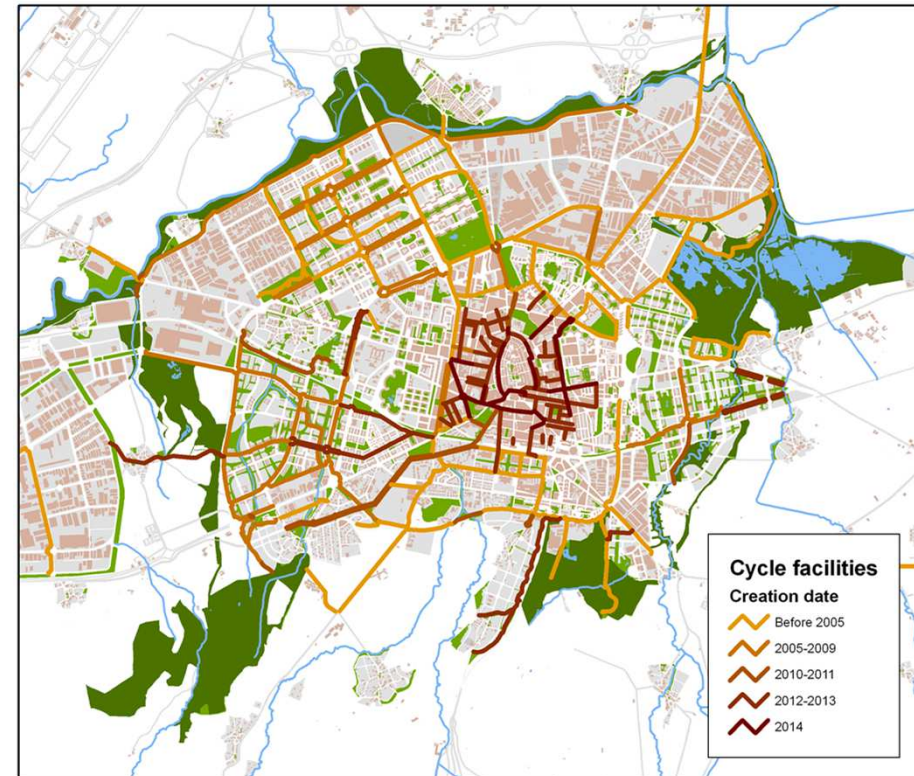 Cycle facilities
Creation date
Before 2005
2005-2009
2010-2011
2012-2013
2014